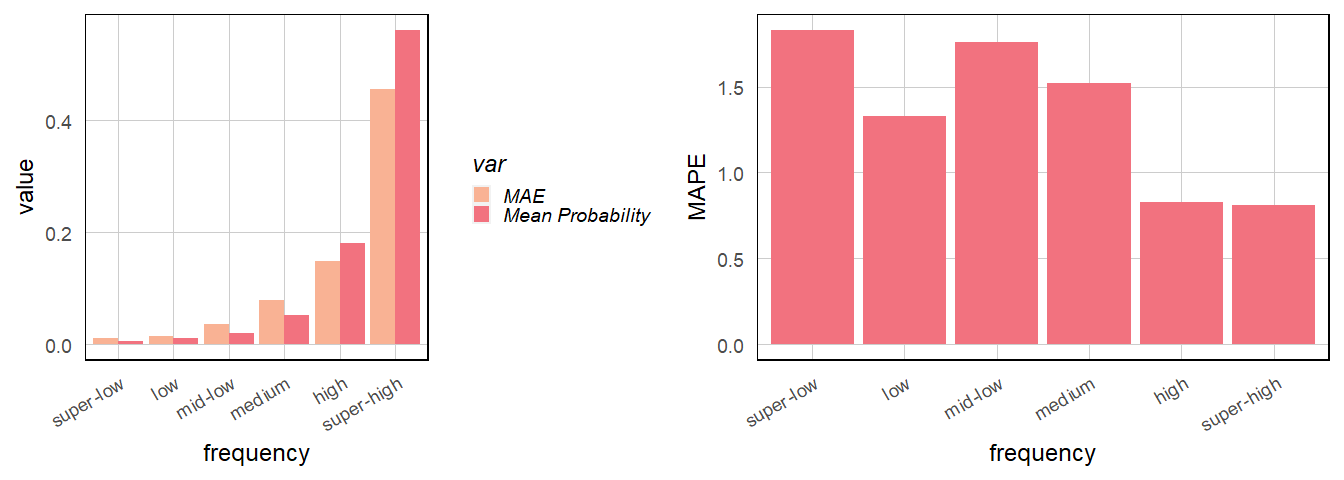 value
0.4
0.2
0.0
super-low
low
mid-low
medium
high
super-high
frequency
var
MAE
Mean Probability
MAPE
1.5
1.0
0.5
0.0
super-low
low
mid-low
medium
high
super-high
frequency